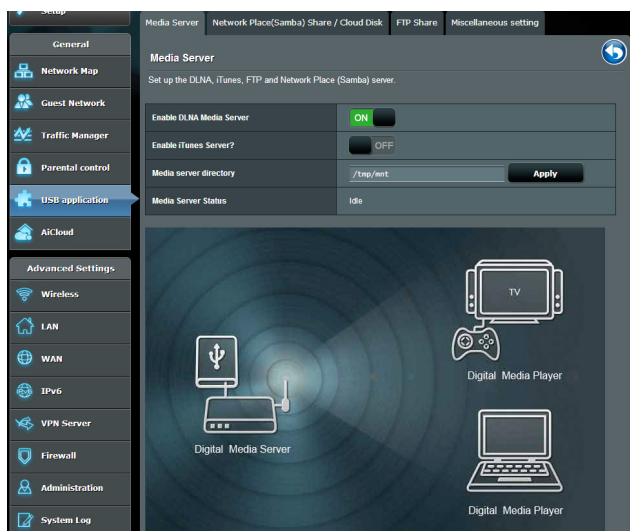 Setup
General
Network Map
Guest Network
Traffic Manager
Parental control
USB application
AiCloud
Advanced Settings
Wireless
LAN
WAN
IPv6
VPN Server
Firewall
Administration
System Log
Media Server
Network Place(Samba) Share / Cloud Disk
FTP Share
Miscellaneous setting
Media Server
Set up the DLNA, iTunes, FTP and Network Place (Samba) server.
Enable DLNA Media Server
ON
Enable iTunes Server?
OFF
Media server directory
/tmp/mnt
Apply
Media Server Status
Idle
TV
Digital Media Player
Digital Media Server
Digital Media Player